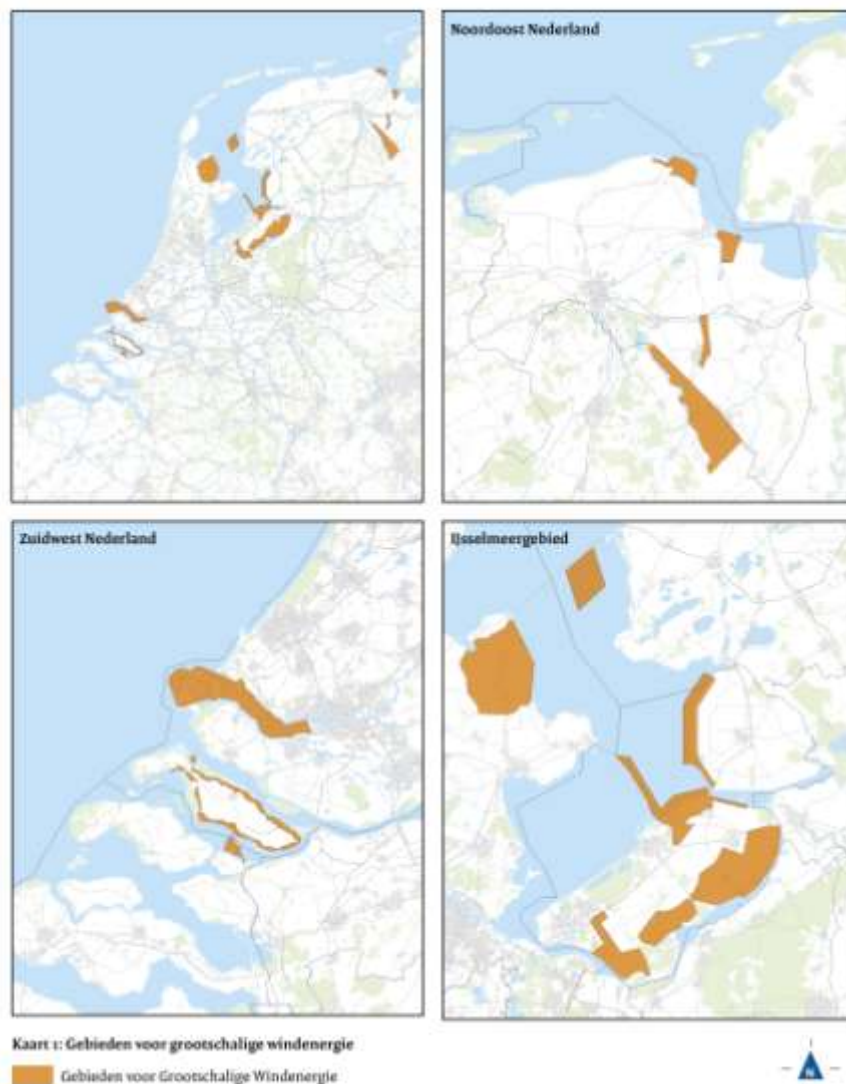 Noordoost Nederland
Zuidwest Nederland
IJsselmeergebied
Kaart 1: Gebieden voor grootschalige windenergie
Gebieden voor Grootschalige Windenergie
N